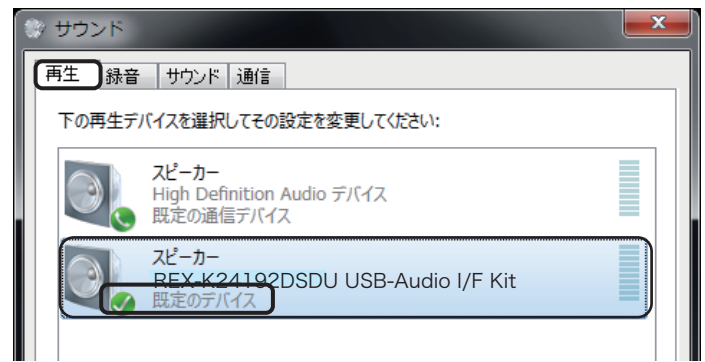 サウンド
再生 録音 サウンド 通信
下の再生デバイスを選択してその設定を変更してください:
スピーカー
High Definition Audio デバイス
既定の通信デバイス
スピーカー
REX-K24192DSDU USB-Audio I/F Kit
既定のデバイス